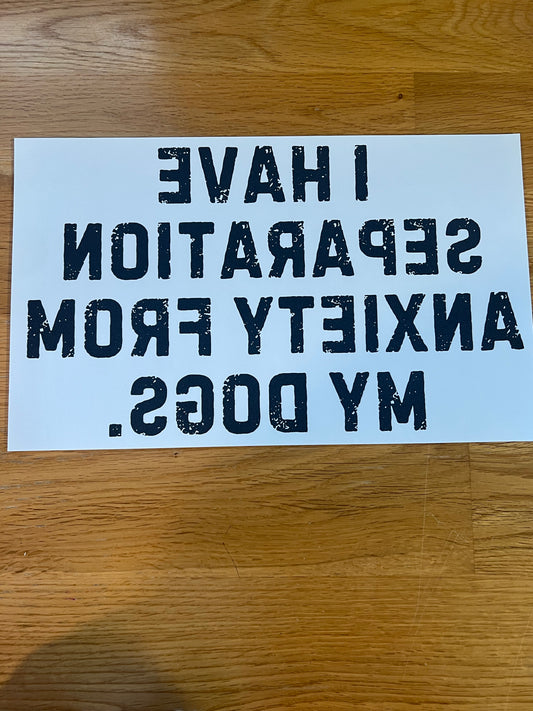 I HAVE
SEPARATION
ANXIETY FROM
MY DOGS.